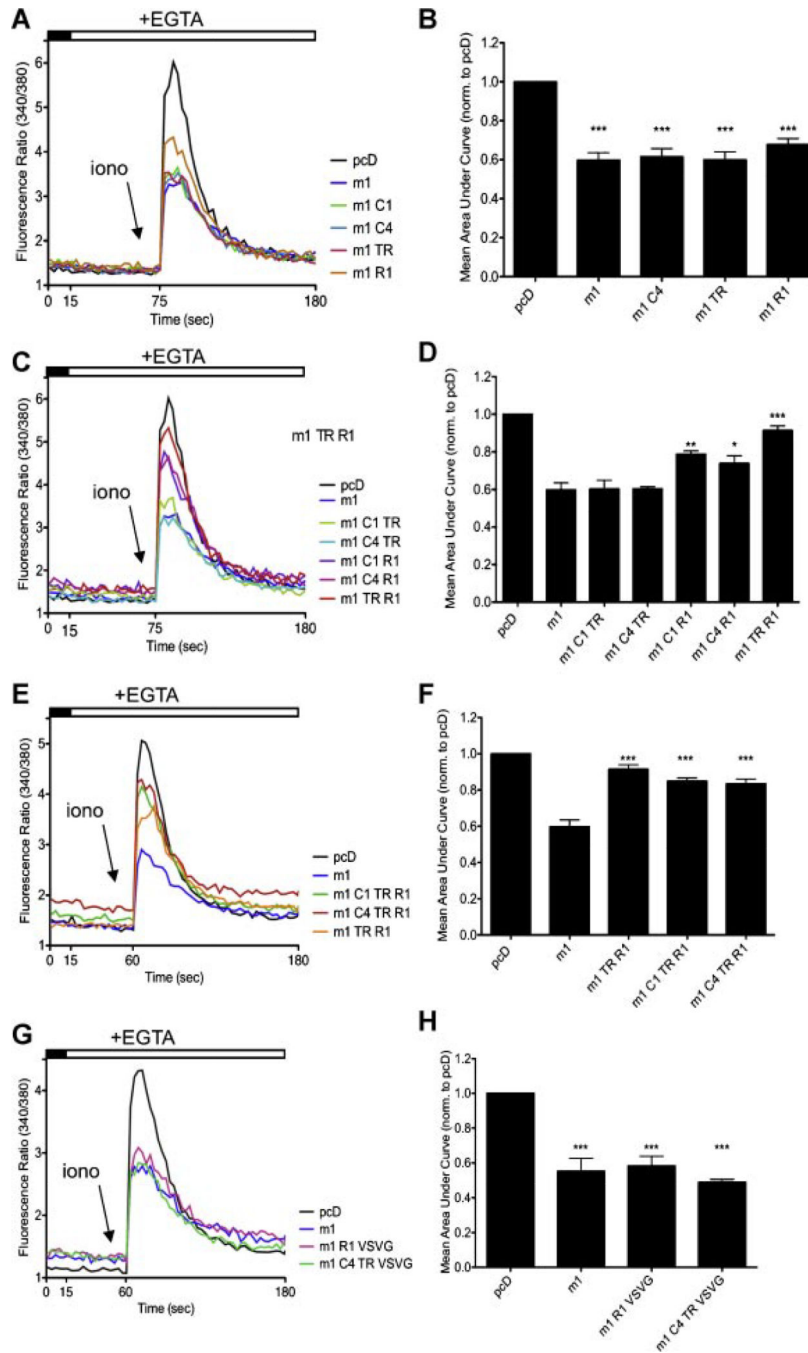 A
+EGTA
Fluorescence Ratio (340/380)
6
5
4
3
2
1
iono
0
15
75
180
Time (sec)
pcD
m1
m1 C1
m1 C4
m1 TR
m1 R1
B
Mean Area Under Curve (norm. to pcD)
1.2
1.0
0.8
0.6
0.4
0.2
0.0
***
***
***
***
pcD
m1
m1 C4
m1 TR
m1 R1
C
+EGTA
Fluorescence Ratio (340/380)
6
5
4
3
2
1
iono
0
15
75
180
Time (sec)
m1 TR R1
pcD
m1
m1 C1 TR
m1 C4 TR
m1 C1 R1
m1 C4 R1
m1 TR R1
D
Mean Area Under Curve (norm. to pcD)
1.2
1.0
0.8
0.6
0.4
0.2
0.0
**
*
***
pcD
m1
m1 C1 TR
m1 C4 TR
m1 C1 R1
m1 C4 R1
m1 TR R1
E
+EGTA
Fluorescence Ratio (340/380)
5
4
3
2
1
iono
0
15
60
180
Time (sec)
pcD
m1
m1 C1 TR R1
m1 C4 TR R1
m1 TR R1
F
Mean Area Under Curve (norm. to pcD)
1.2
1.0
0.8
0.6
0.4
0.2
0.0
***
***
***
pcD
m1
m1 TR R1
m1 C1 TR R1
m1 C4 TR R1
G
+EGTA
Fluorescence Ratio (340/380)
4
3
2
1
iono
0
15
60
180
Time (sec)
pcD
m1
m1 R1 VSVG
m1 C4 TR VSVG
H
Mean Area Under Curve (norm. to pcD)
1.2
1.0
0.8
0.6
0.4
0.2
0.0
***
***
***
pcD
m1
m1 R1 VSVG
m1 C4 TR VSVG